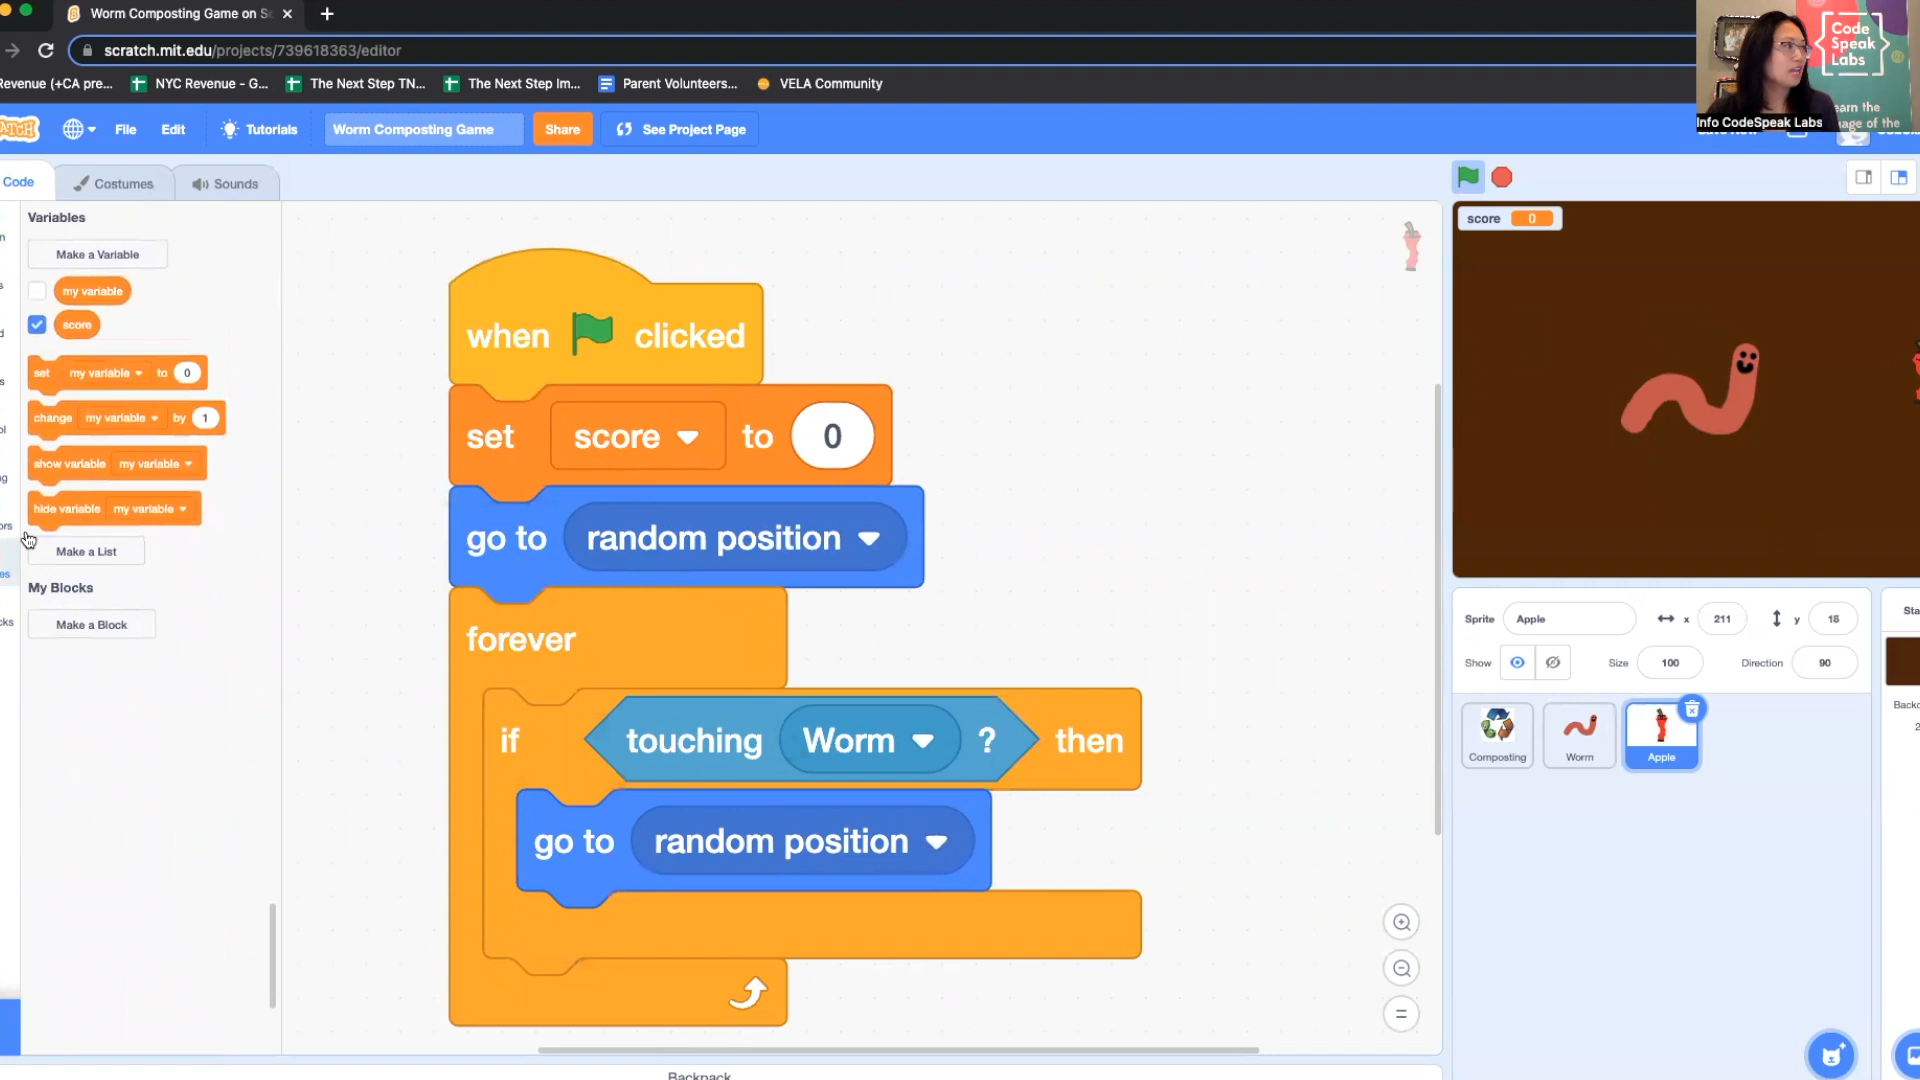 Worm Composting Game on Sc
scratch.mit.edu/projects/739618363/editor
Revenue (+CA pre...
NYC Revenue - G...
The Next Step TN...
The Next Step Im...
Parent Volunteers...
VELA Community
Code
Speak
Labs
earn the
Info CodeSpeak Labs
File
Edit
Tutorials
Worm Composting Game
Share
See Project Page
Code
Costumes
Sounds
Variables
Make a Variable
my variable
score
set my variable to 0
change my variable by 1
show variable my variable
hide variable my variable
Make a List
My Blocks
Make a Block
when clicked
set score to 0
go to random position
forever
if touching Worm ? then
go to random position
Backpack
score 0
Sprite Apple x 211 y 18
Show Size 100 Direction 90
Composting
Worm
Apple
Sta
Backd